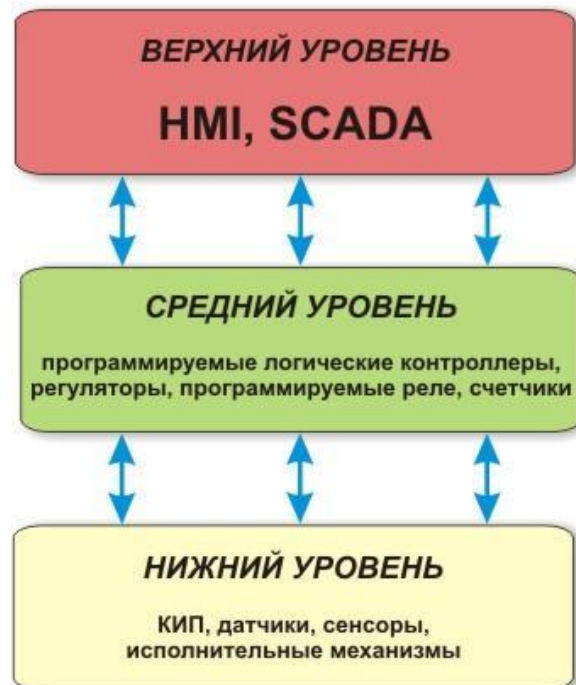 ВЕРХНИЙ УРОВЕНЬ
HMI, SCADA
СРЕДНИЙ УРОВЕНЬ
программируемые логические контроллеры,
регуляторы, программируемые реле, счетчики
НИЖНИЙ УРОВЕНЬ
КИП, датчики, сенсоры,
исполнительные механизмы